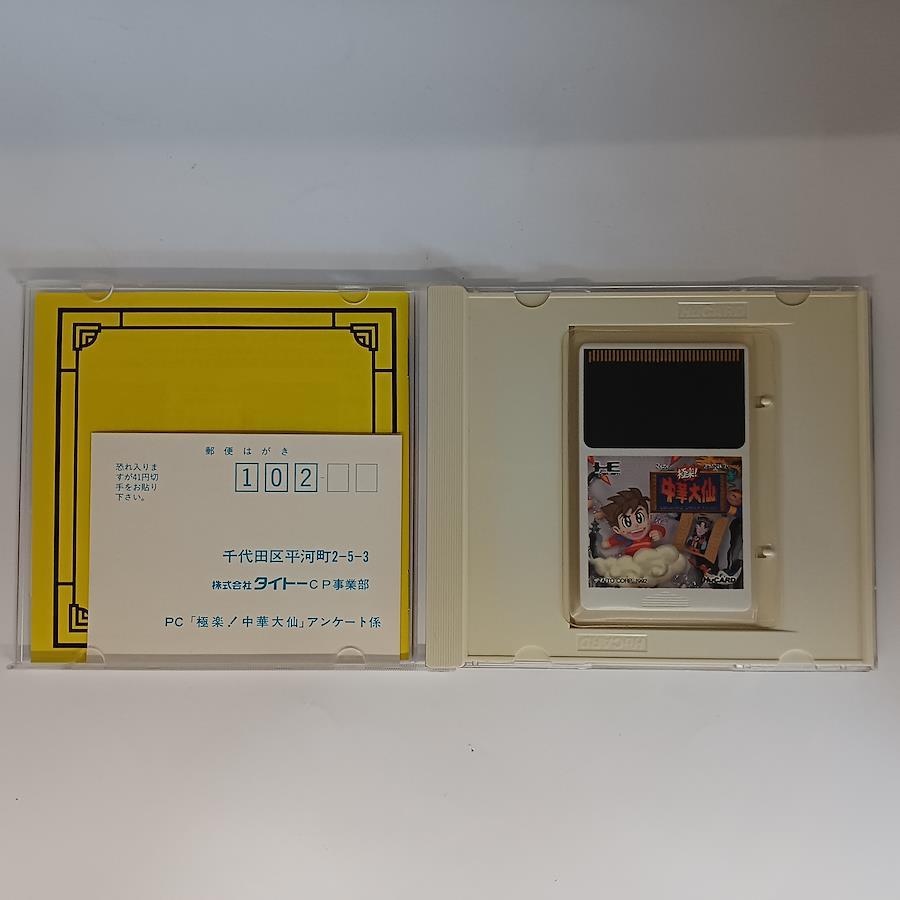 郵便はがき
恐れ入りま
すが41円切
手をお貼り
下さい。
102-
千代田区平河町2-5-3
株式会社タイトーCP事業部
PC「極楽!中華大仙」アンケート係
HuCARD
極楽!
中華大仙
©TAITO CORP. 1992
HuCARD
HuCARD